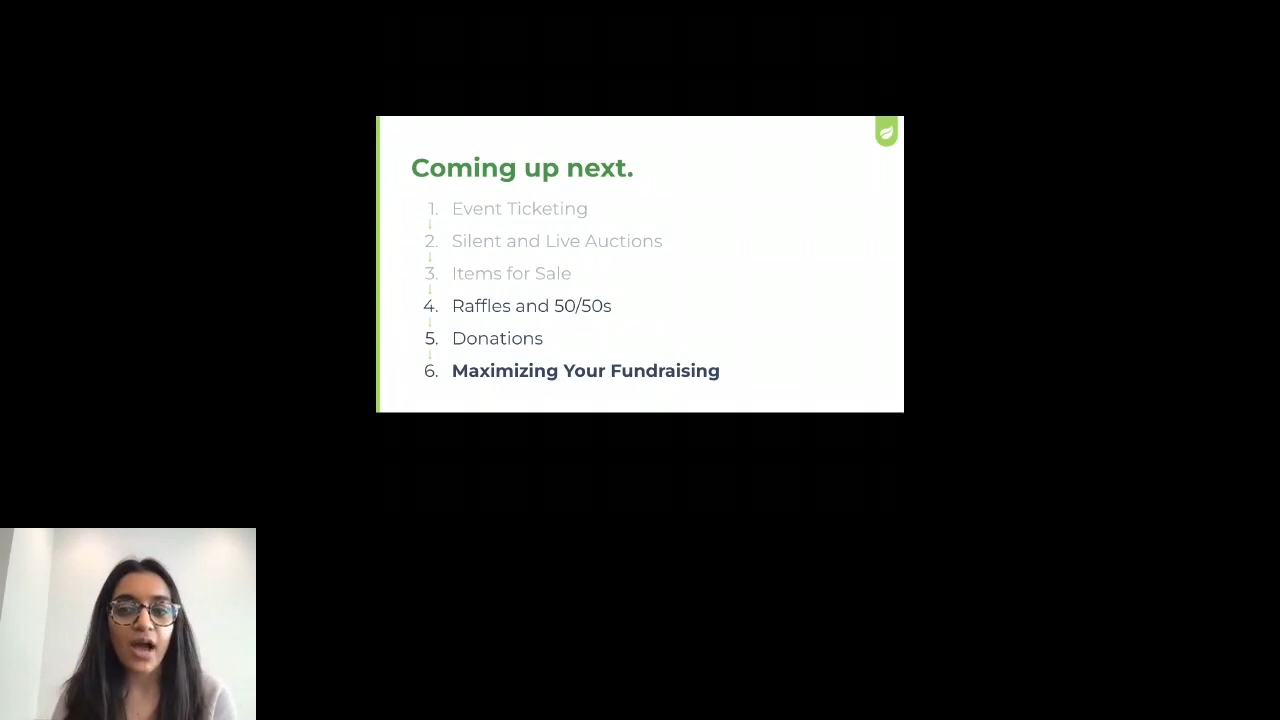 Coming up next.
1. Event Ticketing
2. Silent and Live Auctions
3. Items for Sale
4. Raffles and 50/50s
5. Donations
6. Maximizing Your Fundraising